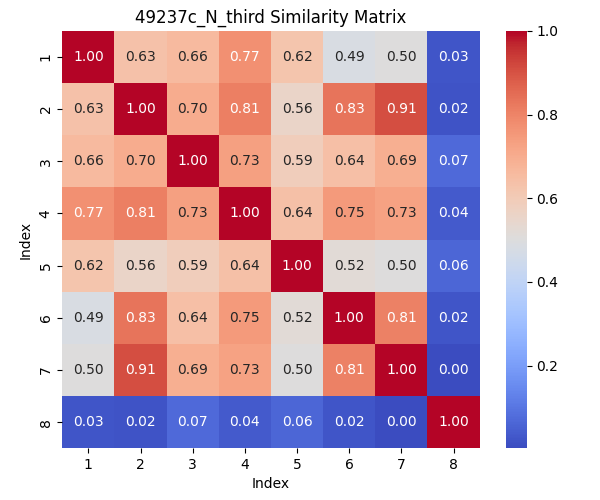 49237c_N_third Similarity Matrix
1 1.00 0.63 0.66 0.77 0.62 0.49 0.50 0.03
2 0.63 1.00 0.70 0.81 0.56 0.83 0.91 0.02
3 0.66 0.70 1.00 0.73 0.59 0.64 0.69 0.07
4 0.77 0.81 0.73 1.00 0.64 0.75 0.73 0.04
5 0.62 0.56 0.59 0.64 1.00 0.52 0.50 0.06
6 0.49 0.83 0.64 0.75 0.52 1.00 0.81 0.02
7 0.50 0.91 0.69 0.73 0.50 0.81 1.00 0.00
8 0.03 0.02 0.07 0.04 0.06 0.02 0.00 1.00
1 2 3 4 5 6 7 8
Index
Index
1.0
0.8
0.6
0.4
0.2